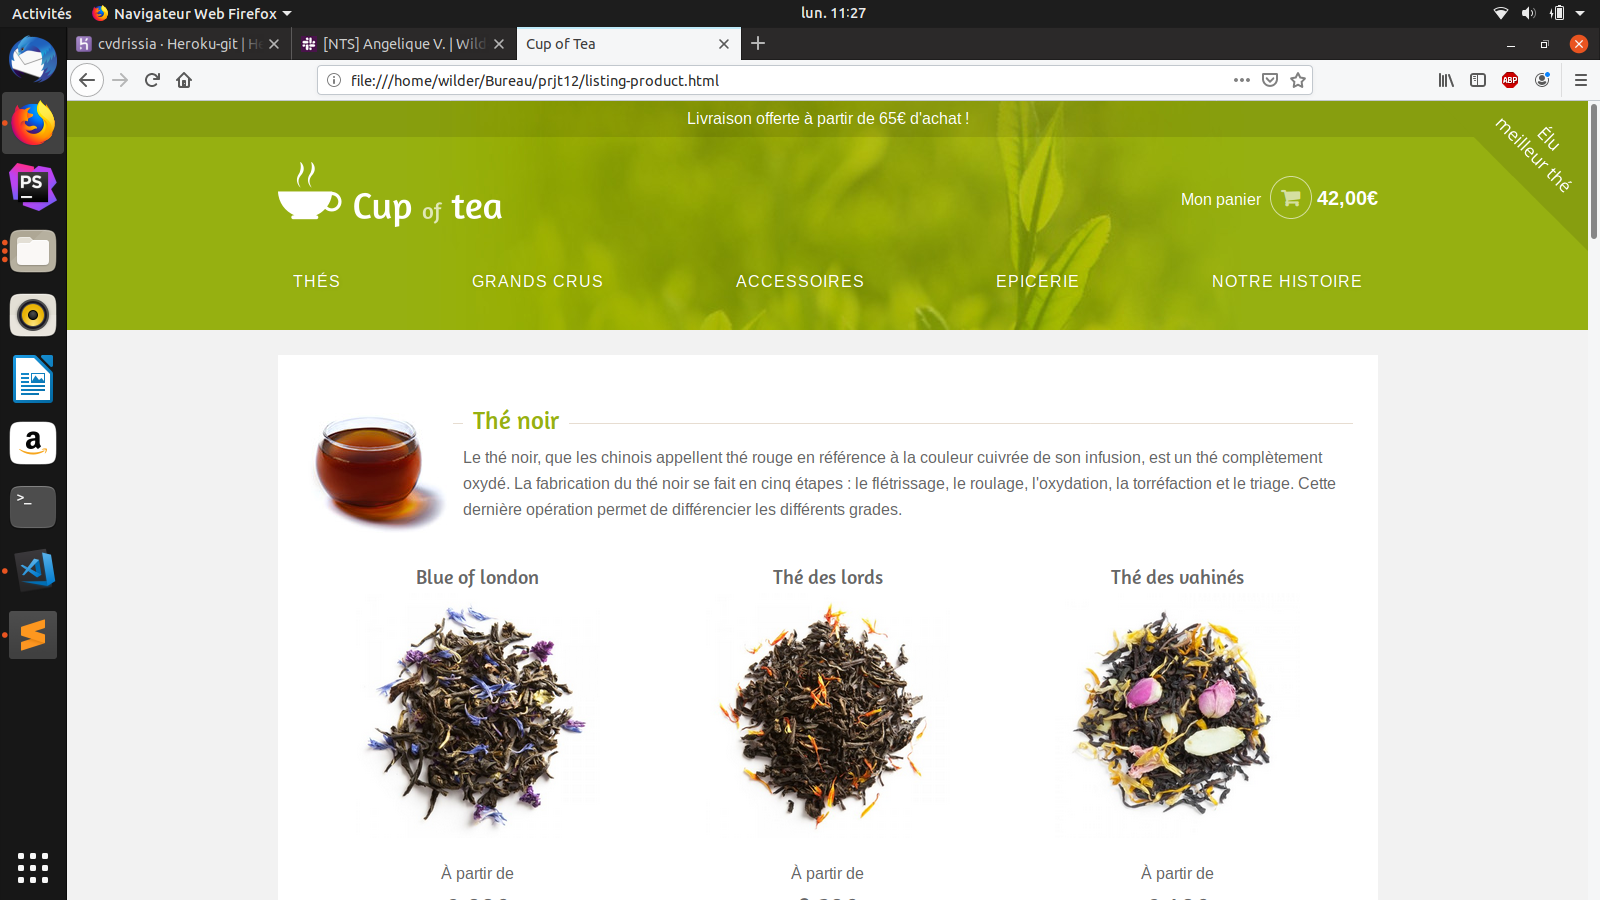 Activités
Navigateur Web Firefox
lun. 11:27
cvdrissia · Heroku-git |
[NTS] Angelique V. | Wild
Cup of Tea
file:///home/wilder/Bureau/prjt12/listing-product.html
ABP
PS
a
>_
Livraison offerte à partir de 65€ d'achat !
Élu
meilleur thé
Cup of tea
Mon panier 42,00€
THÉS
GRANDS CRUS
ACCESSOIRES
EPICERIE
NOTRE HISTOIRE
Thé noir
Le thé noir, que les chinois appellent thé rouge en référence à la couleur cuivrée de son infusion, est un thé complètement
oxydé. La fabrication du thé noir se fait en cinq étapes : le flétrissage, le roulage, l'oxydation, la torréfaction et le triage. Cette
dernière opération permet de différencier les différents grades.
Blue of london
Thé des lords
Thé des vahinés
À partir de
À partir de
À partir de